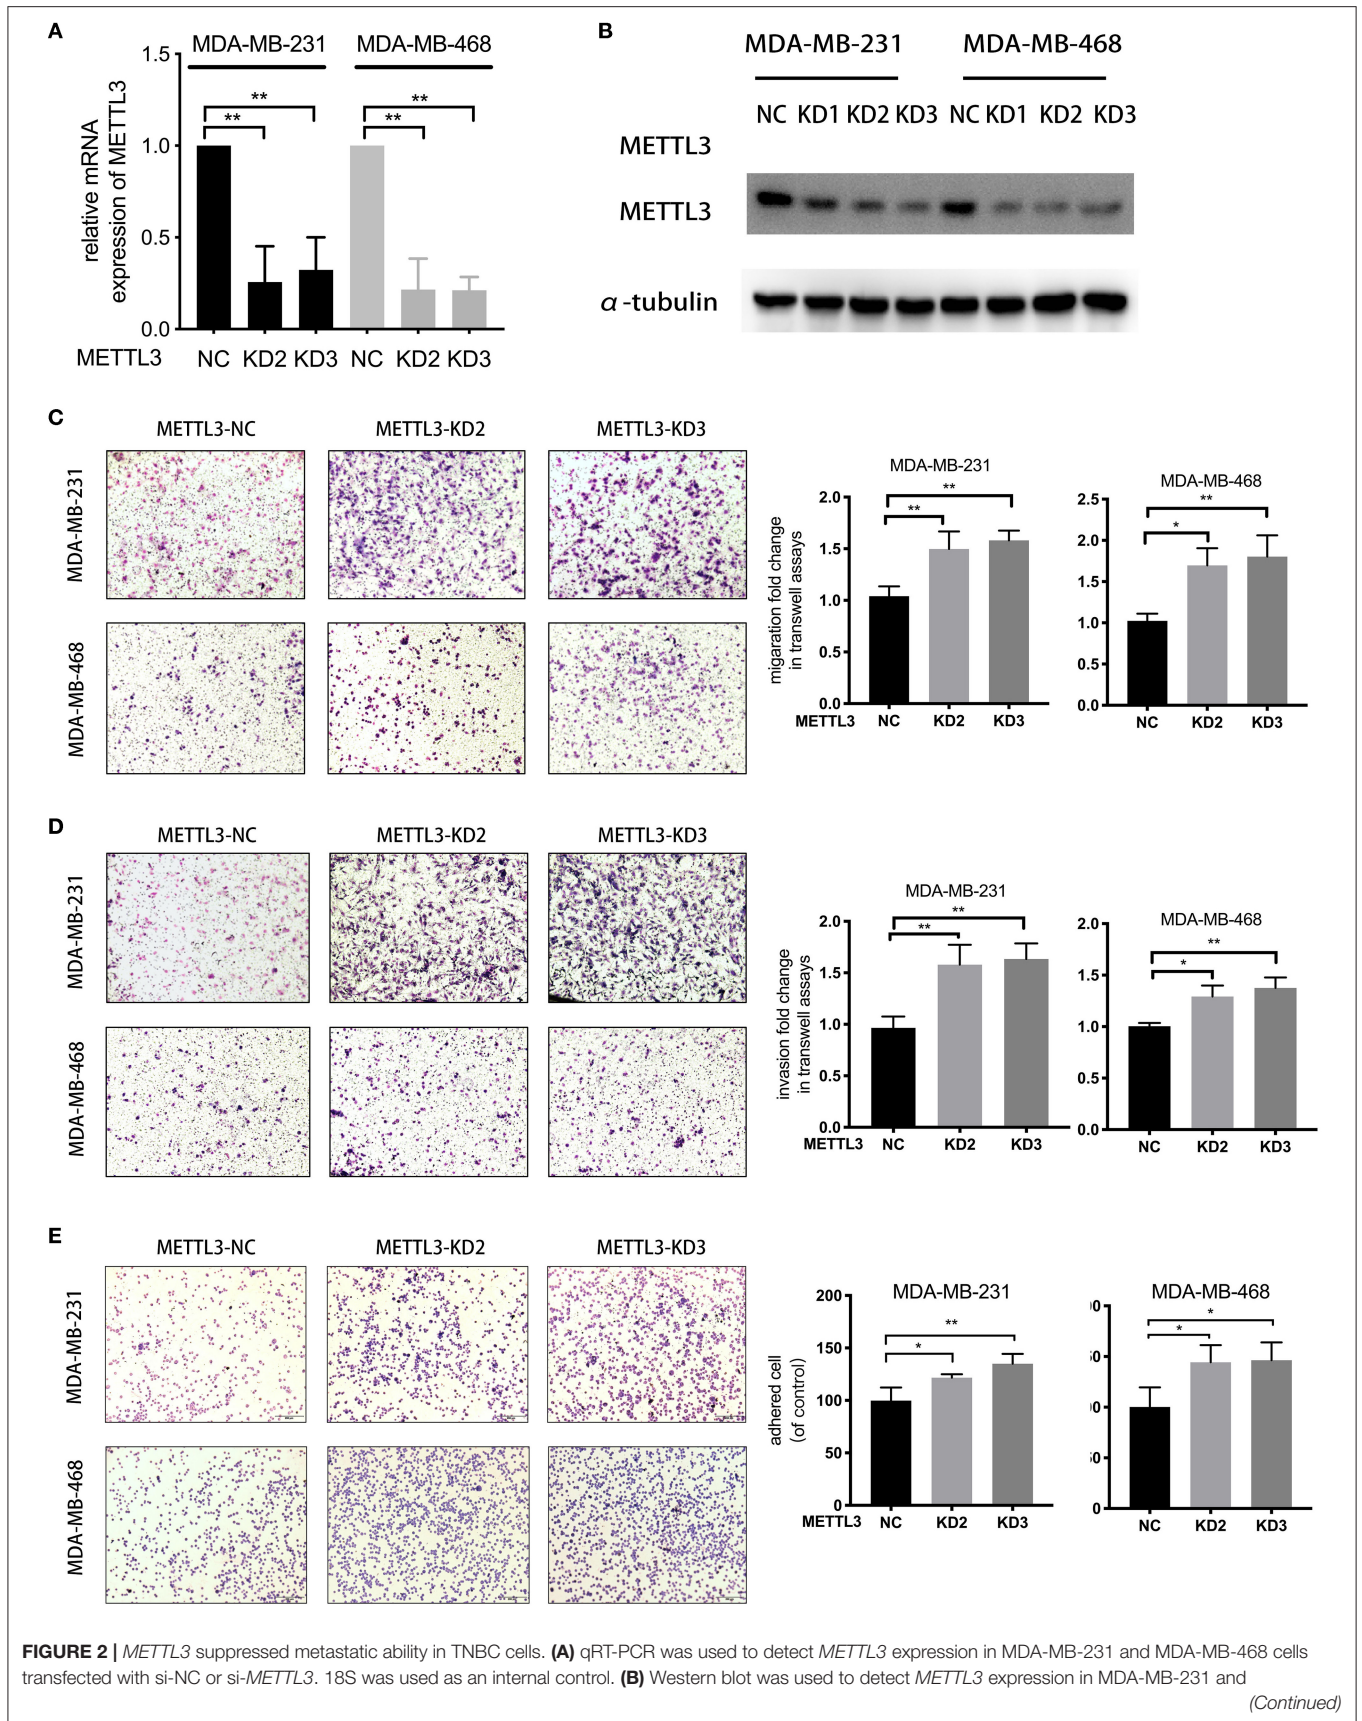 A
MDA-MB-231 MDA-MB-468
relative mRNA
expression of METTL3
1.5
1.0
0.5
0.0
** ** ** **
METTL3 NC KD2 KD3 NC KD2 KD3
B
MDA-MB-231 MDA-MB-468
NC KD1 KD2 KD3 NC KD1 KD2 KD3
METTL3
METTL3
α-tubulin
C
METTL3-NC METTL3-KD2 METTL3-KD3
MDA-MB-231
MDA-MB-468
MDA-MB-231
migaration fold change
in transwell assays
2.0
1.5
1.0
0.5
0.0
** **
METTL3 NC KD2 KD3
MDA-MB-468
2.5
2.0
1.5
1.0
0.5
0.0
* **
NC KD2 KD3
D
METTL3-NC METTL3-KD2 METTL3-KD3
MDA-MB-231
MDA-MB-468
MDA-MB-231
invasion fold change
in transwell assays
2.0
1.5
1.0
0.5
0.0
** **
METTL3 NC KD2 KD3
MDA-MB-468
2.0
1.5
1.0
0.5
0.0
* **
NC KD2 KD3
E
METTL3-NC METTL3-KD2 METTL3-KD3
MDA-MB-231
MDA-MB-468
MDA-MB-231
adhered cell
(of control)
200
150
100
50
0
* **
METTL3 NC KD2 KD3
MDA-MB-468
0
* *
NC KD2 KD3
FIGURE 2 | METTL3 suppressed metastatic ability in TNBC cells. (A) qRT-PCR was used to detect METTL3 expression in MDA-MB-231 and MDA-MB-468 cells
transfected with si-NC or si-METTL3. 18S was used as an internal control. (B) Western blot was used to detect METTL3 expression in MDA-MB-231 and
(Continued)